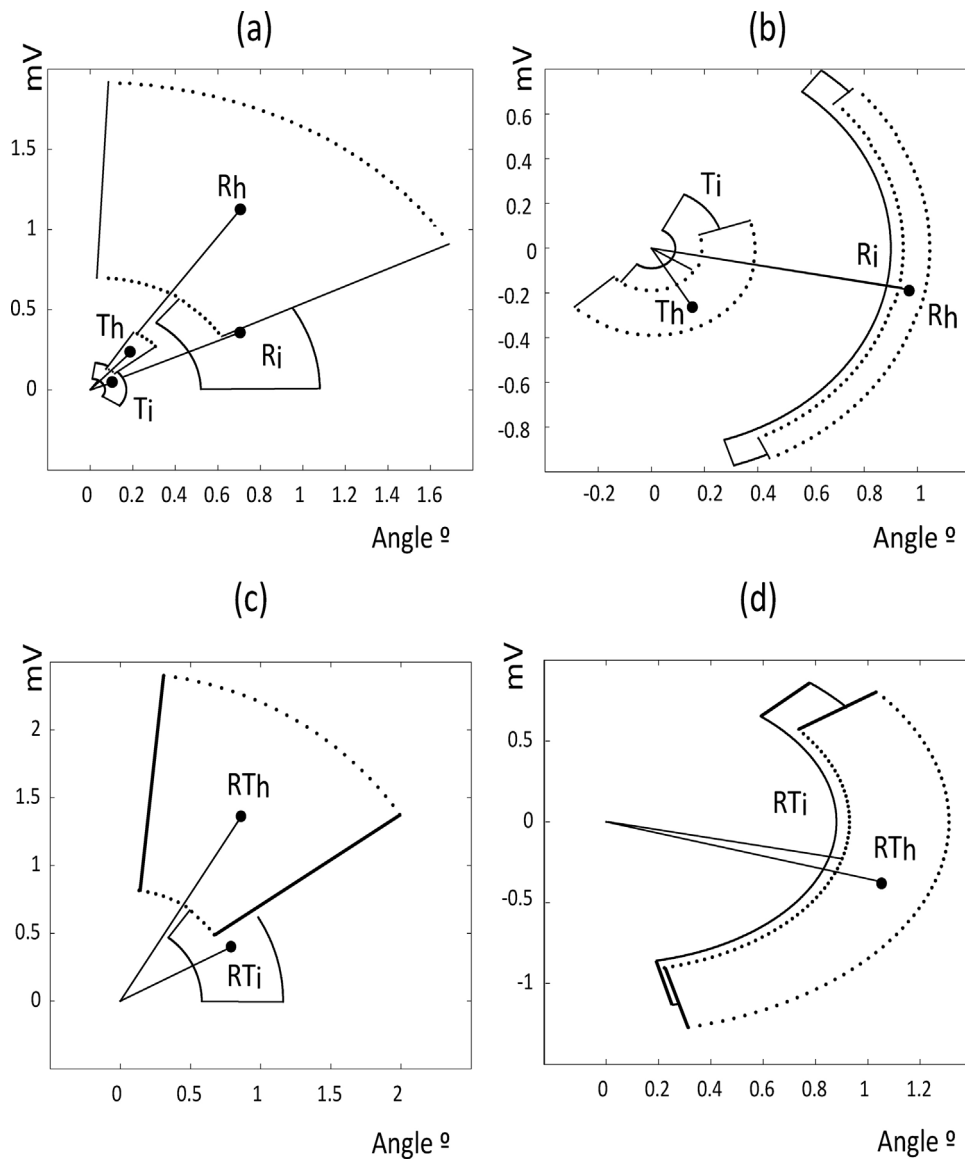 (a)
mV
1.5
1
0.5
0
Rh
Th
Ri
Ti
0 0.2 0.4 0.6 0.8 1 1.2 1.4 1.6
Angle º
(b)
mV
0.6
0.4
0.2
0
-0.2
-0.4
-0.6
-0.8
Ti
Ri
Th
Rh
-0.2 0 0.2 0.4 0.6 0.8 1
Angle º
(c)
mV
2
1
0.5
0
RTh
RTi
0 0.5 1 1.5 2
Angle º
(d)
mV
0.5
0
-0.5
-1
RTi
RTh
0 0.2 0.4 0.6 0.8 1 1.2
Angle º